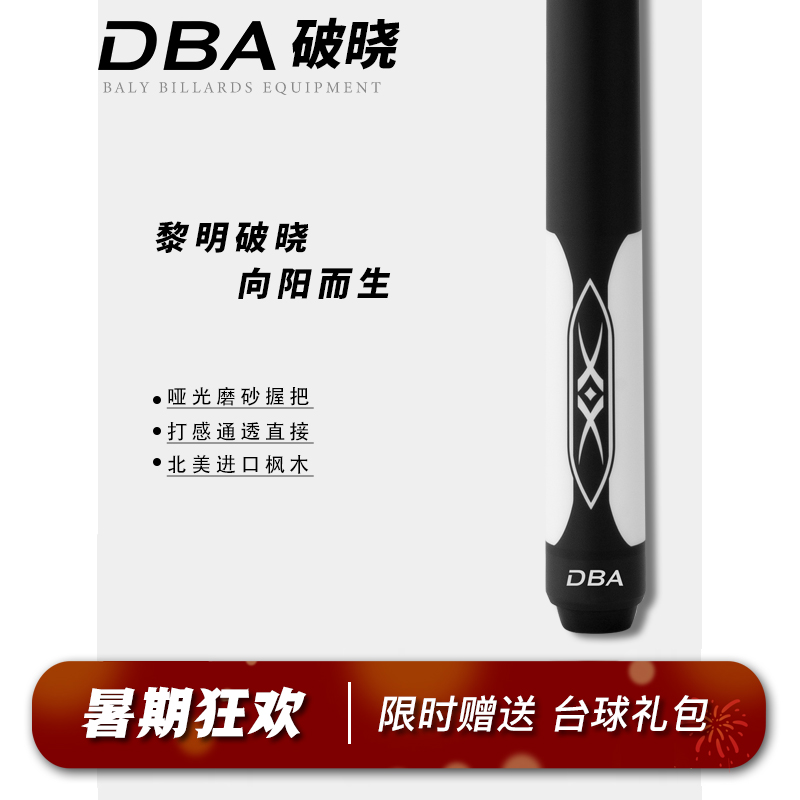 DBA 破晓
BALY BILLARDS EQUIPMENT
黎明破晓
向阳而生
哑光磨砂握把
打感通透直接
北美进口枫木
DBA
暑期狂欢
限时赠送 台球礼包